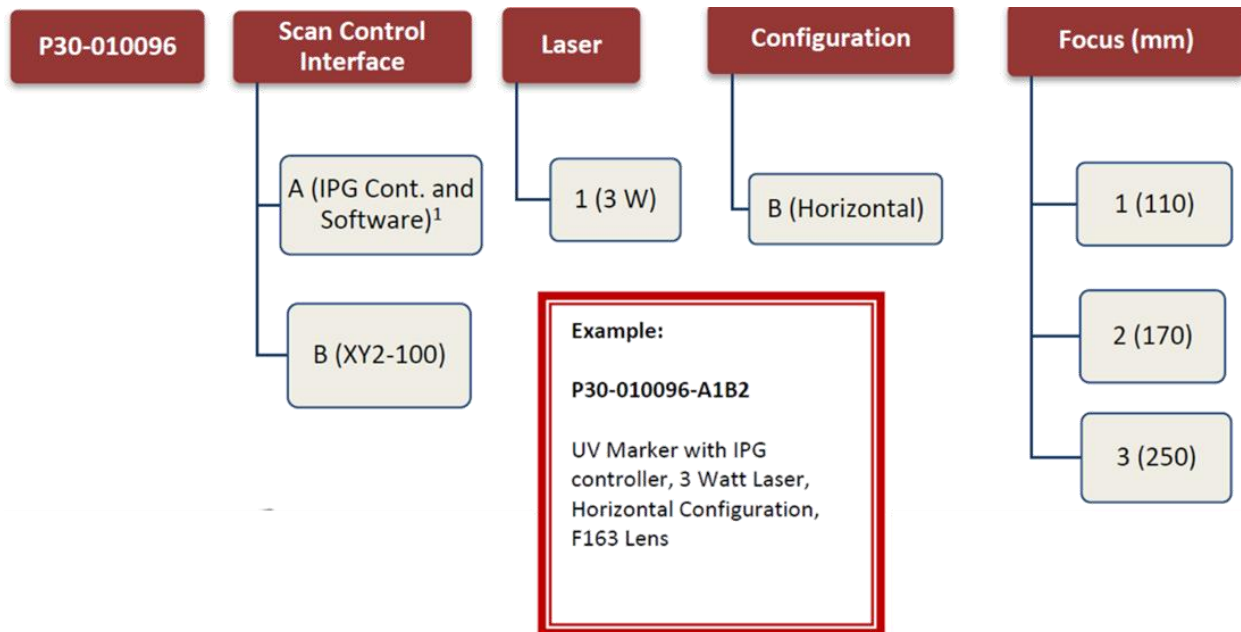 P30-010096
Scan Control
Interface
Laser
Configuration
Focus (mm)
A (IPG Cont. and
Software)¹
1 (3 W)
B (Horizontal)
1 (110)
B (XY2-100)
2 (170)
3 (250)
Example:
P30-010096-A1B2
UV Marker with IPG
controller, 3 Watt Laser,
Horizontal Configuration,
F163 Lens